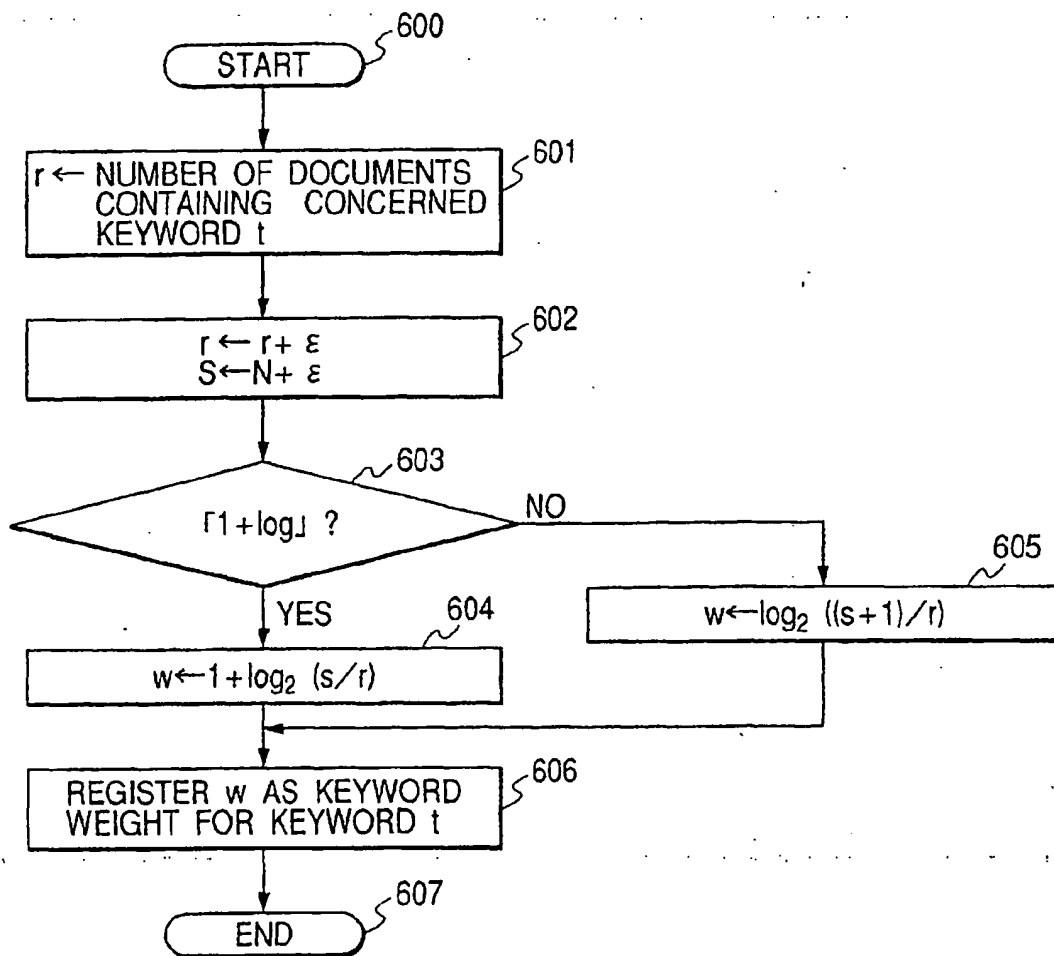 600
START
601
r← NUMBER OF DOCUMENTS
CONTAINING CONCERNED
KEYWORD t
602
r←r+ ε
S←N+ ε
603
「1+log」 ?
NO
YES
604
w←1+log₂ (s/r)
605
w←log₂ ((s+1)/r)
606
REGISTER w AS KEYWORD
WEIGHT FOR KEYWORD t
607
END